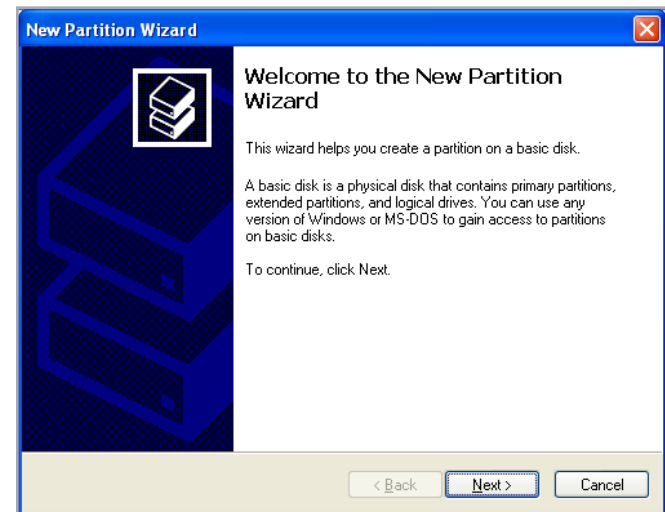 New Partition Wizard
Welcome to the New Partition
Wizard
This wizard helps you create a partition on a basic disk.
A basic disk is a physical disk that contains primary partitions,
extended partitions, and logical drives. You can use any
version of Windows or MS-DOS to gain access to partitions
on basic disks.
To continue, click Next.
< Back
Next >
Cancel